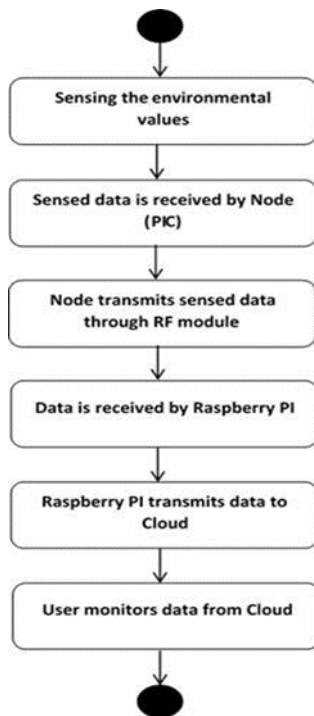 Sensing the environmental
values
Sensed data is received by Node
(PIC)
Node transmits sensed data
through RF module
Data is received by Raspberry PI
Raspberry PI transmits data to
Cloud
User monitors data from Cloud